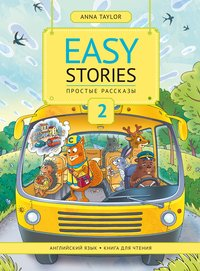 ANNA TAYLOR
EASY
STORIES
ПРОСТЫЕ РАССКАЗЫ
2
АНГЛИЙСКИЙ ЯЗЫК • КНИГА ДЛЯ ЧТЕНИЯ